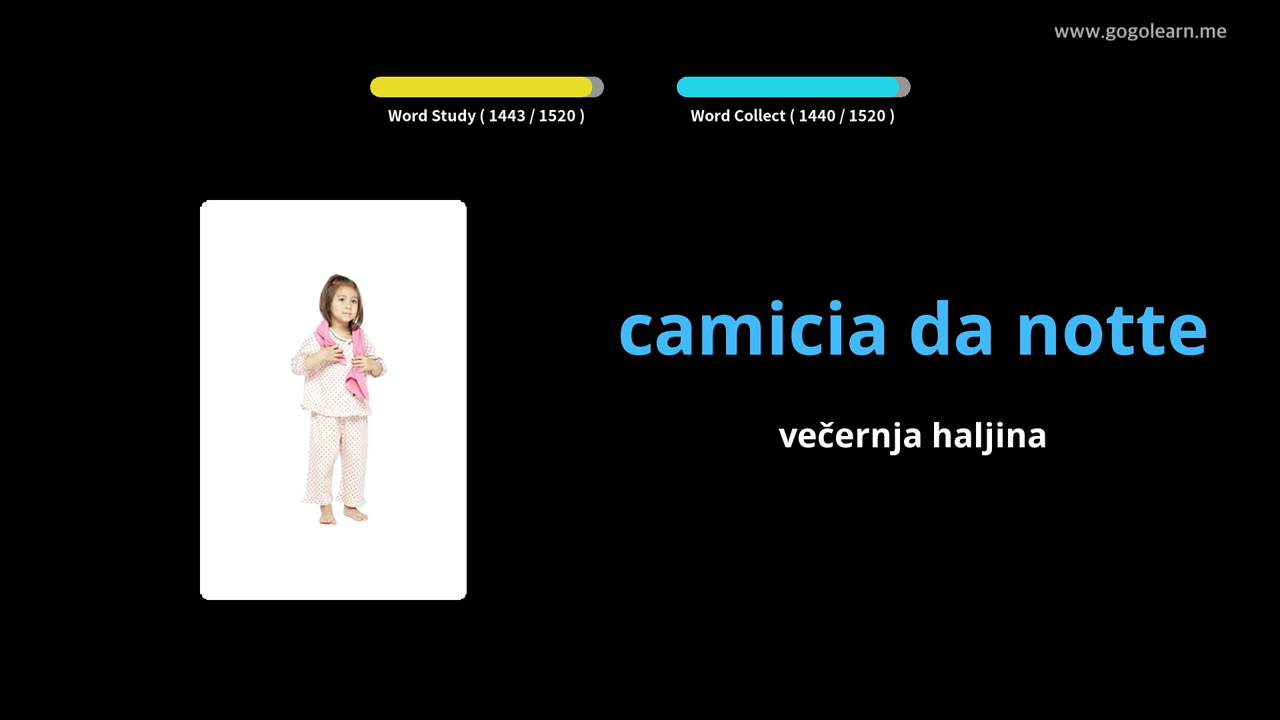 www.gogolearn.me
Word Study ( 1443 / 1520 )
Word Collect ( 1440 / 1520 )
camicia da notte
večernja haljina